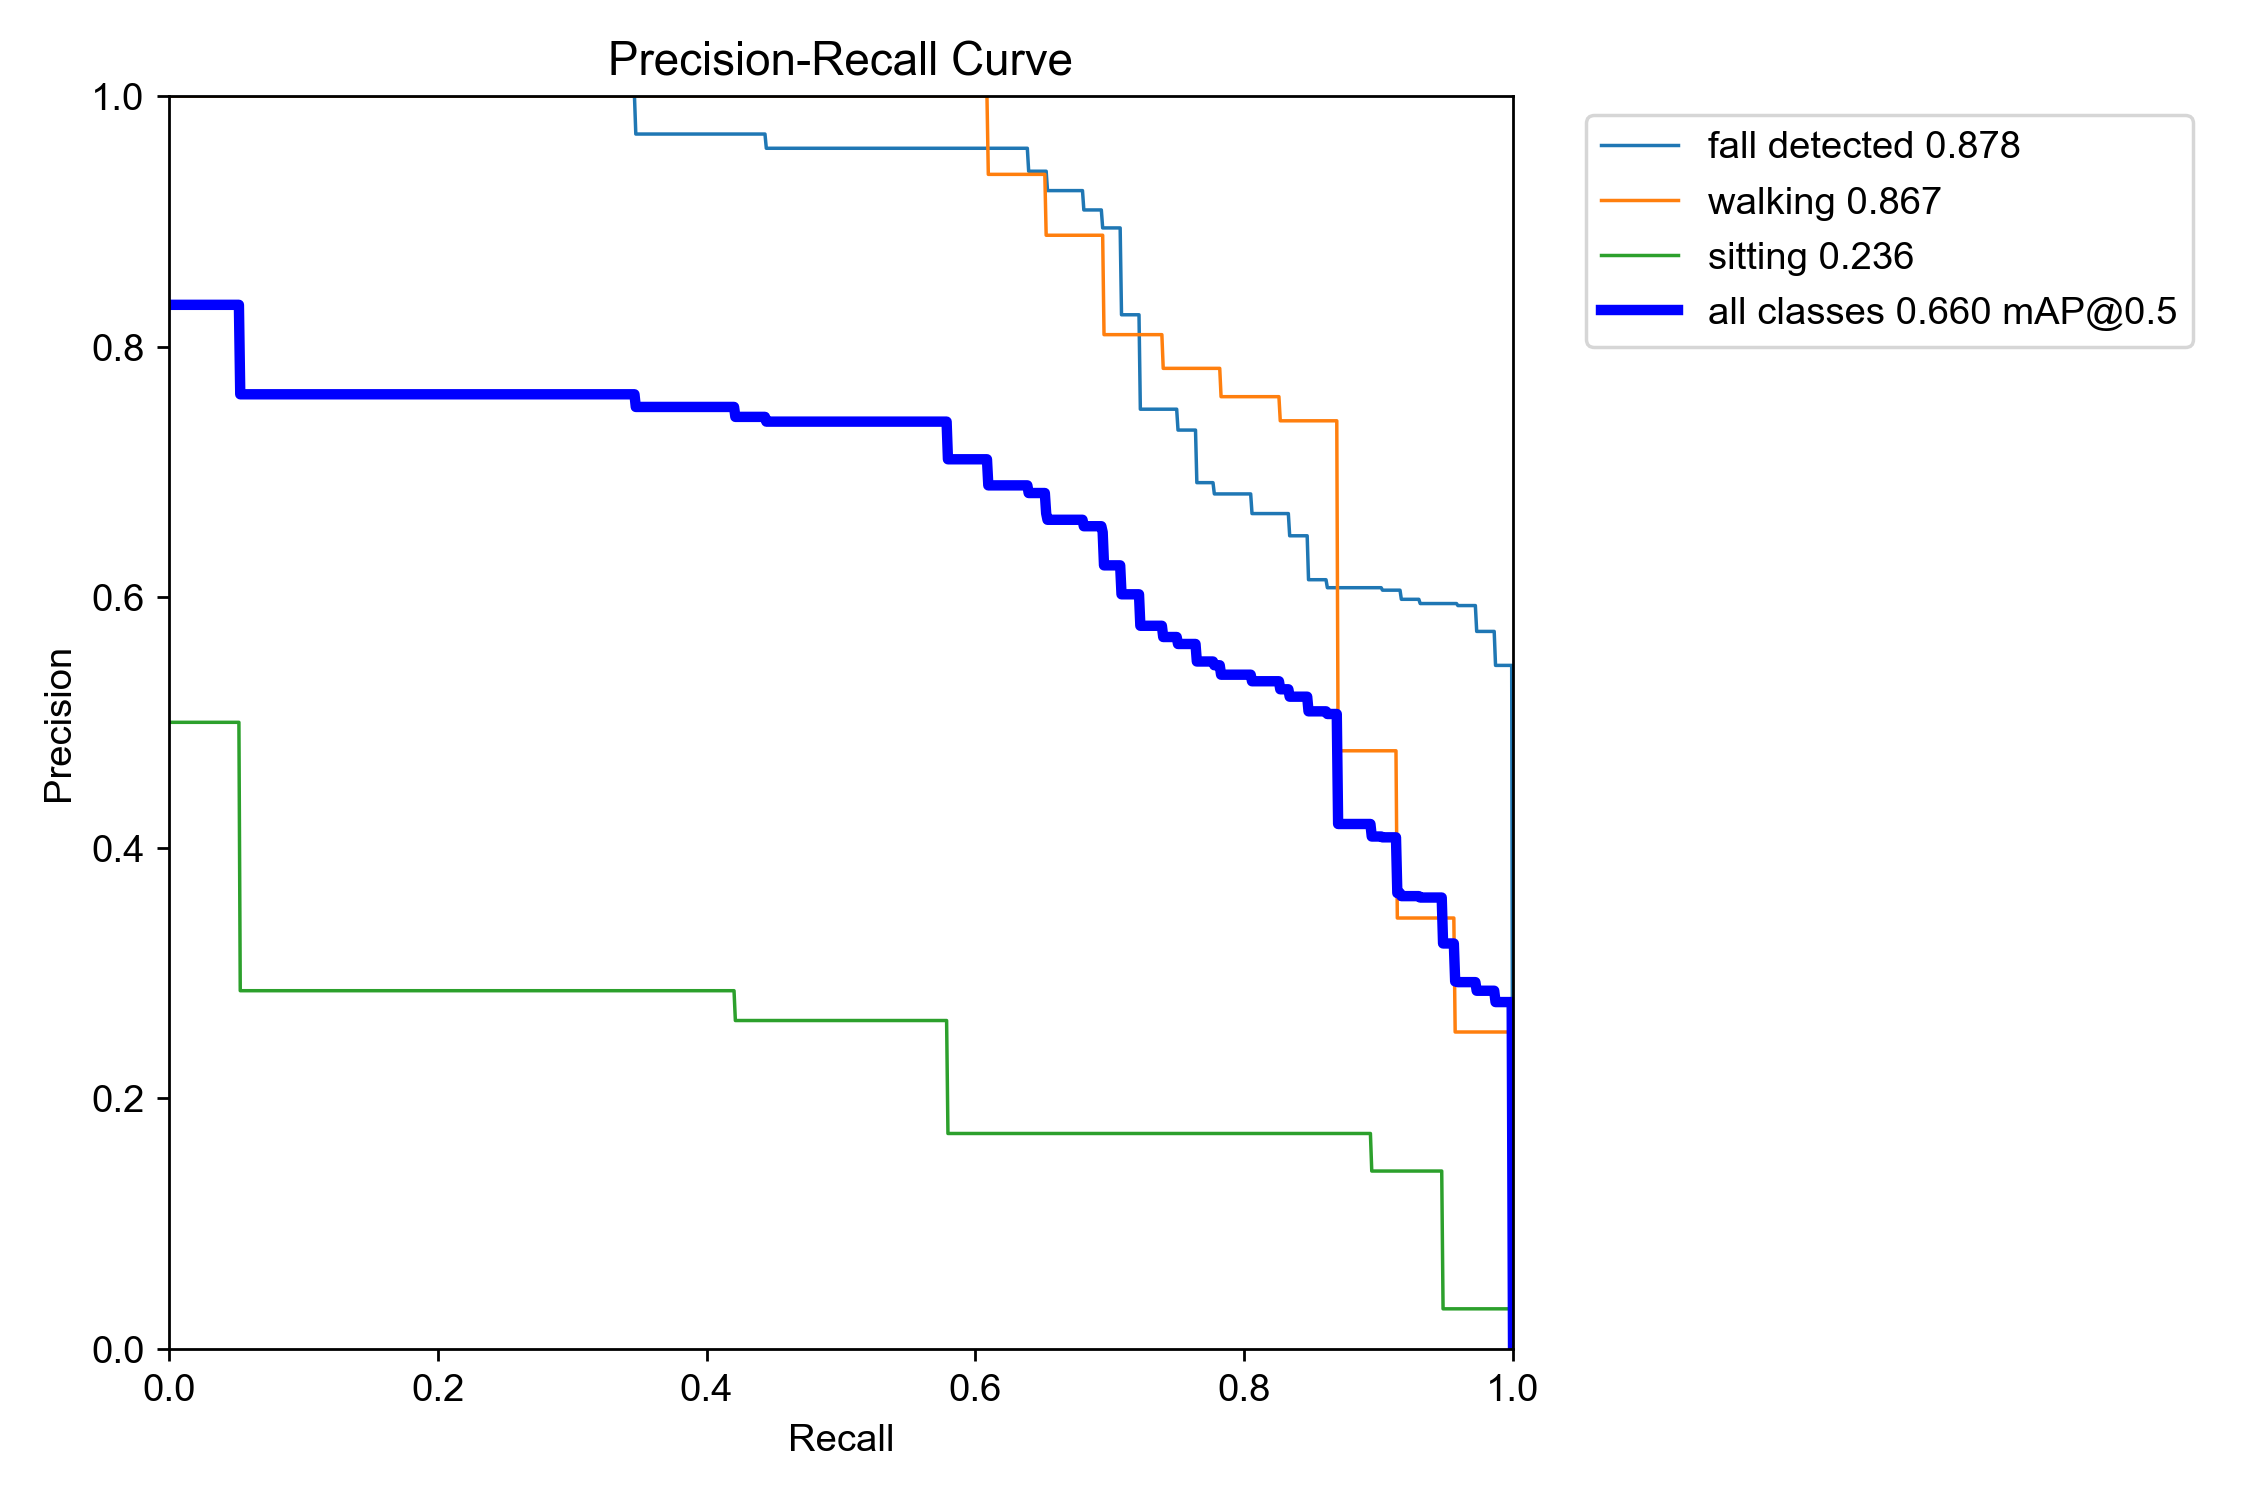 Precision-Recall Curve
1.0
0.8
0.6
0.4
0.2
0.0
Precision
0.0 0.2 0.4 0.6 0.8 1.0
Recall
fall detected 0.878
walking 0.867
sitting 0.236
all classes 0.660 mAP@0.5